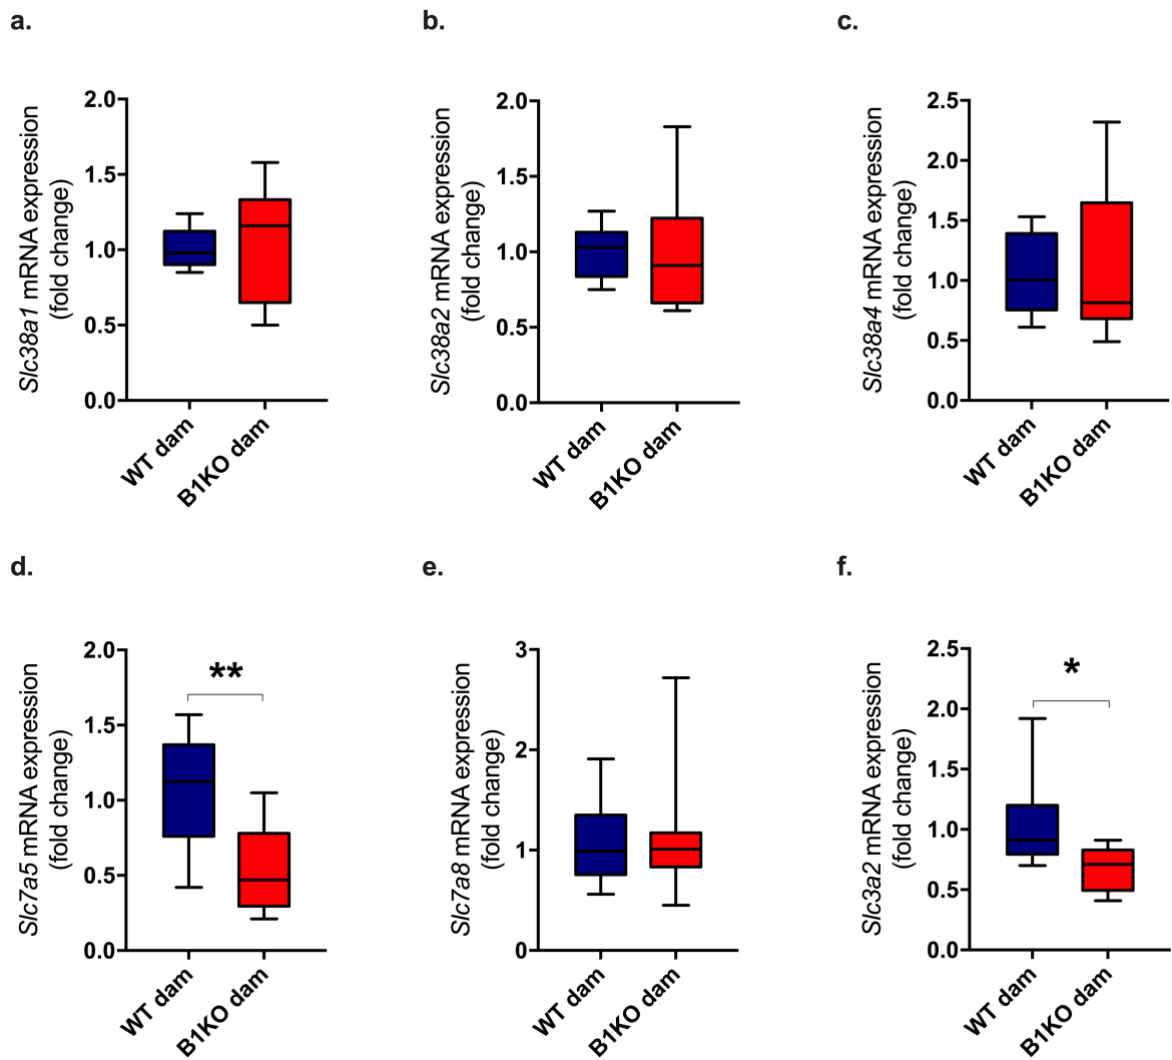 a.
Slc38a1 mRNA expression
(fold change)
2.0
1.5
1.0
0.5
0.0
WT dam
B1KO dam
b.
Slc38a2 mRNA expression
(fold change)
2.0
1.5
1.0
0.5
0.0
WT dam
B1KO dam
c.
Slc38a4 mRNA expression
(fold change)
2.5
2.0
1.5
1.0
0.5
0.0
WT dam
B1KO dam
d.
Slc7a5 mRNA expression
(fold change)
2.0
1.5
1.0
0.5
0.0
**
WT dam
B1KO dam
e.
Slc7a8 mRNA expression
(fold change)
3
2
1
0
WT dam
B1KO dam
f.
Slc3a2 mRNA expression
(fold change)
2.5
2.0
1.5
1.0
0.5
0.0
*
WT dam
B1KO dam